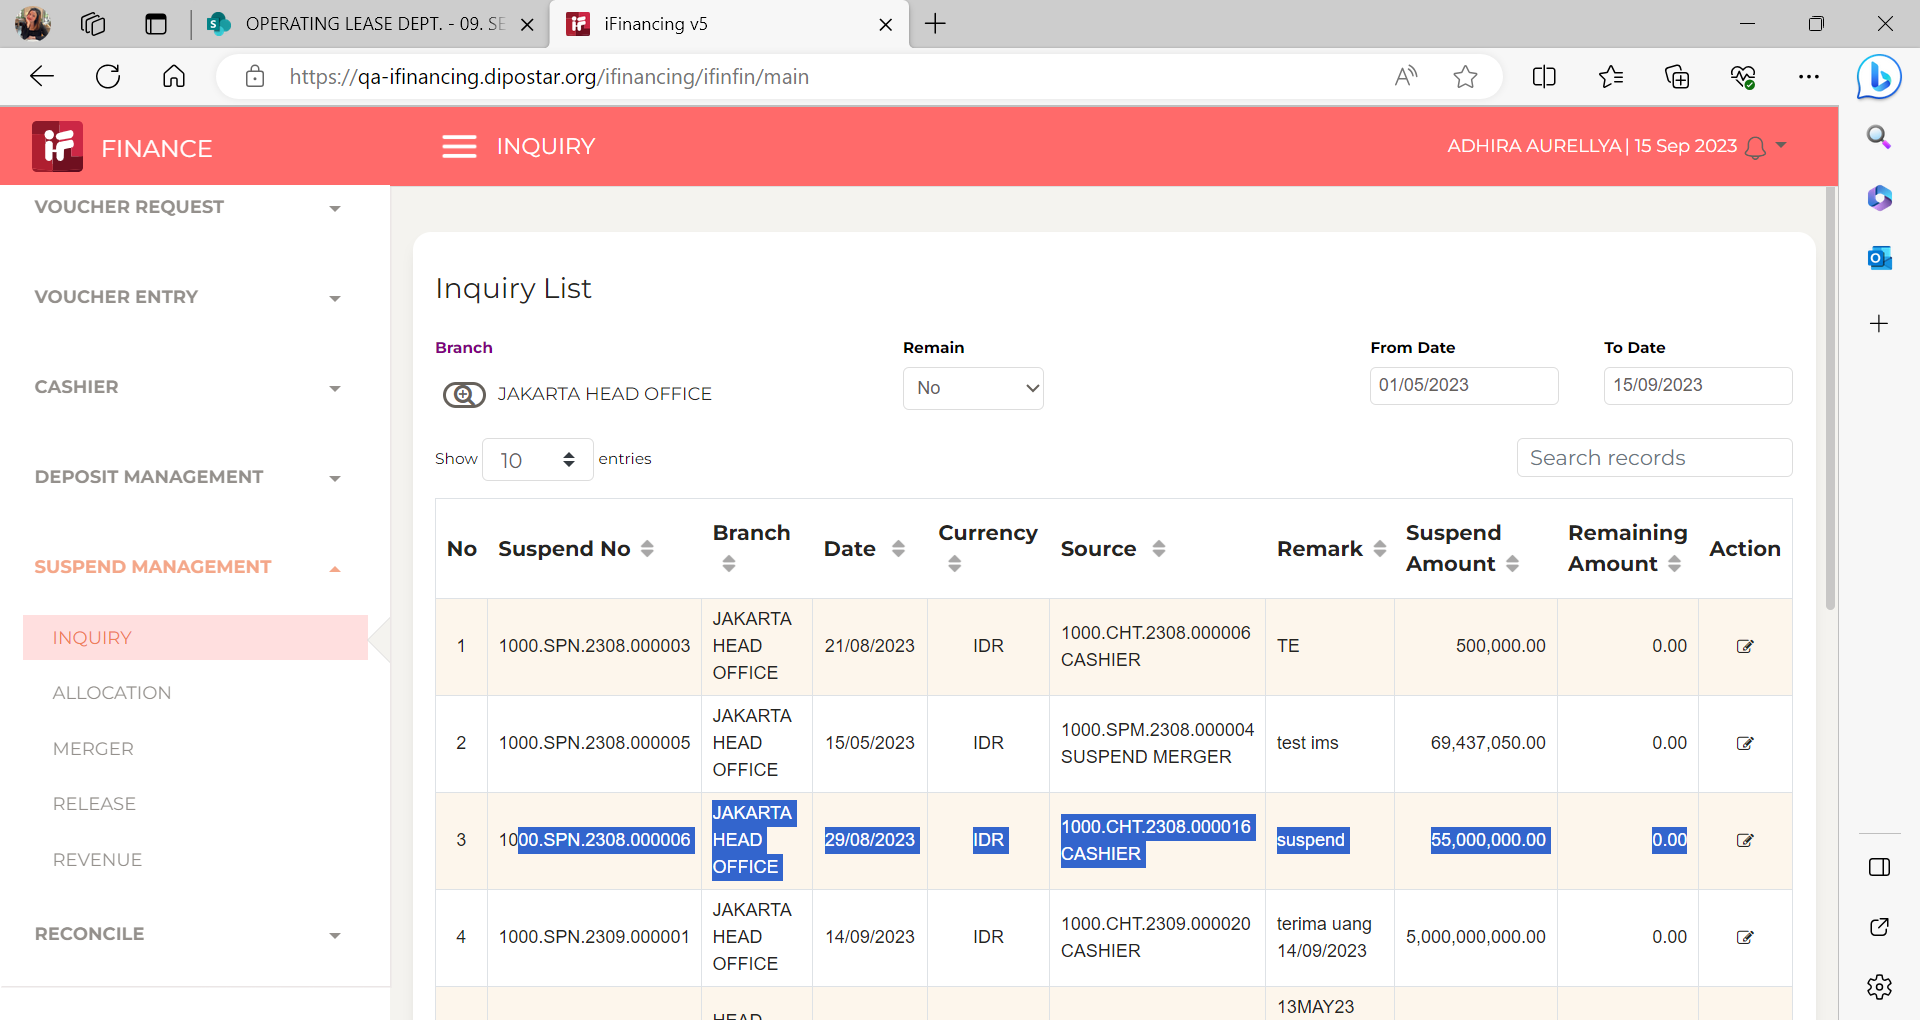 OPERATING LEASE DEPT. - 09. SE
iFinancing v5
https://qa-ifinancing.dipostar.org/ifinancing/ifinfin/main
iF FINANCE
INQUIRY
ADHIRA AURELLYA | 15 Sep 2023
VOUCHER REQUEST
VOUCHER ENTRY
CASHIER
DEPOSIT MANAGEMENT
SUSPEND MANAGEMENT
INQUIRY
ALLOCATION
MERGER
RELEASE
REVENUE
RECONCILE
Inquiry List
Branch
JAKARTA HEAD OFFICE
Remain
No
From Date
01/05/2023
To Date
15/09/2023
Show 10 entries
Search records
No Suspend No Branch Date Currency Source Remark Suspend Amount Remaining Amount Action
1 1000.SPN.2308.000003 JAKARTA HEAD OFFICE 21/08/2023 IDR 1000.CHT.2308.000006 CASHIER TE 500,000.00 0.00
2 1000.SPN.2308.000005 JAKARTA HEAD OFFICE 15/05/2023 IDR 1000.SPM.2308.000004 SUSPEND MERGER test ims 69,437,050.00 0.00
3 1000.SPN.2308.000006 JAKARTA HEAD OFFICE 29/08/2023 IDR 1000.CHT.2308.000016 CASHIER suspend 55,000,000.00 0.00
4 1000.SPN.2309.000001 JAKARTA HEAD OFFICE 14/09/2023 IDR 1000.CHT.2309.000020 CASHIER terima uang 14/09/2023 5,000,000,000.00 0.00
HEAD 13MAY23